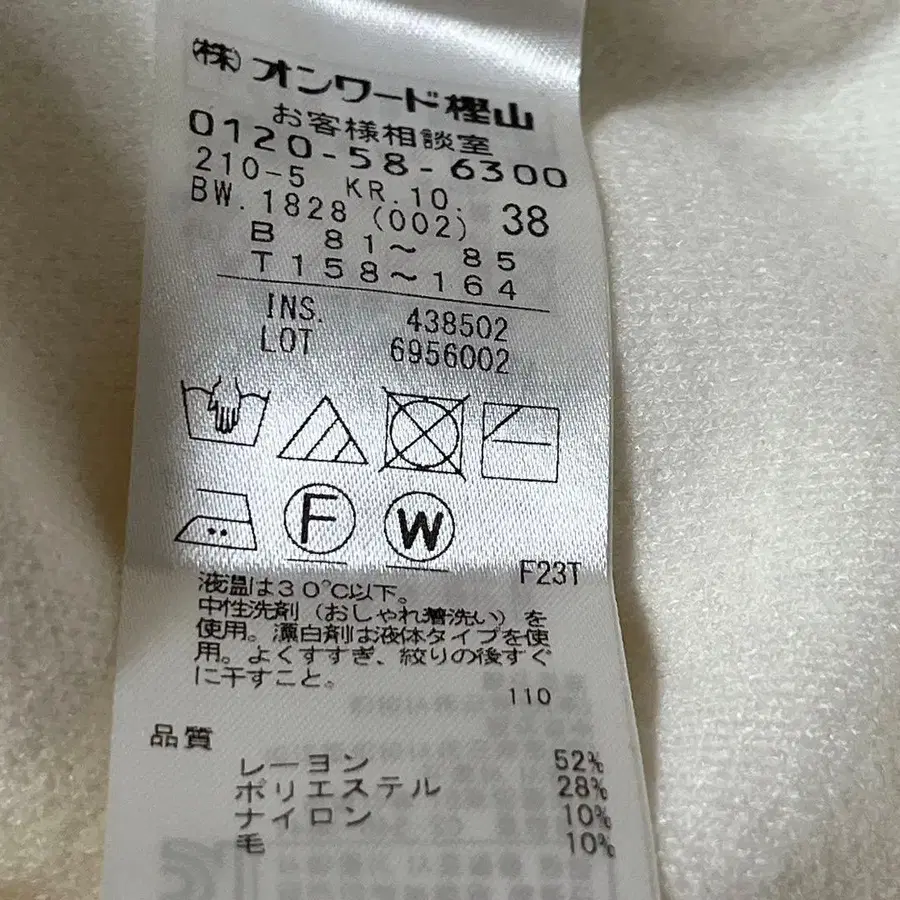 ㈱ オンワード樫山
お客様相談室
0120-58-6300
210-5 KR.10. 38
BW.1828 (002)
B 81～ 85
T158～164
INS. 438502
LOT 6956002
F W
F23T
液温は30℃以下。
中性洗剤(おしゃれ着洗い)を
使用。漂白剤は液体タイプを使
用。よくすすぎ、絞りの後すぐ
に干すこと。
110
品質
レーヨン 52%
ポリエステル 28%
ナイロン 10%
毛 10%